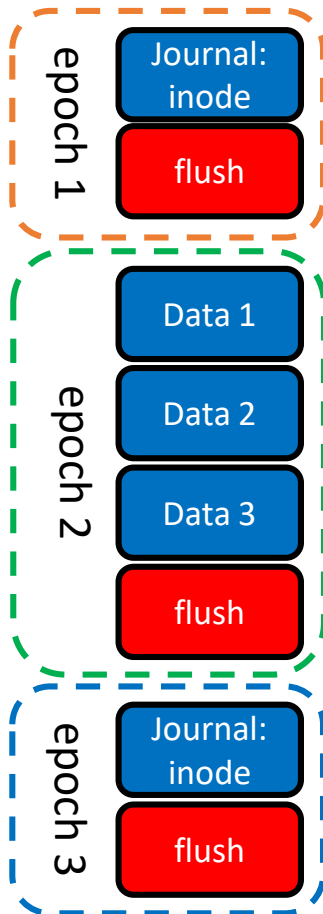 epoch 1
Journal:
inode
flush
epoch 2
Data 1
Data 2
Data 3
flush
epoch 3
Journal:
inode
flush